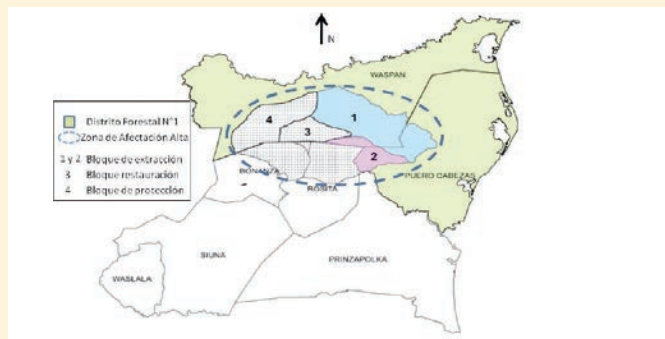 N
WASPAN
Distrito Forestal N°1
Zona de Afectación Alta
1 y 2 Bloque de extracción
3 Bloque restauración
4 Bloque de protección
4
1
3
2
BONANZA
ROSITA
PUERO CABEZAS
SIUNA
PRINZAPOLKA
WASLALA